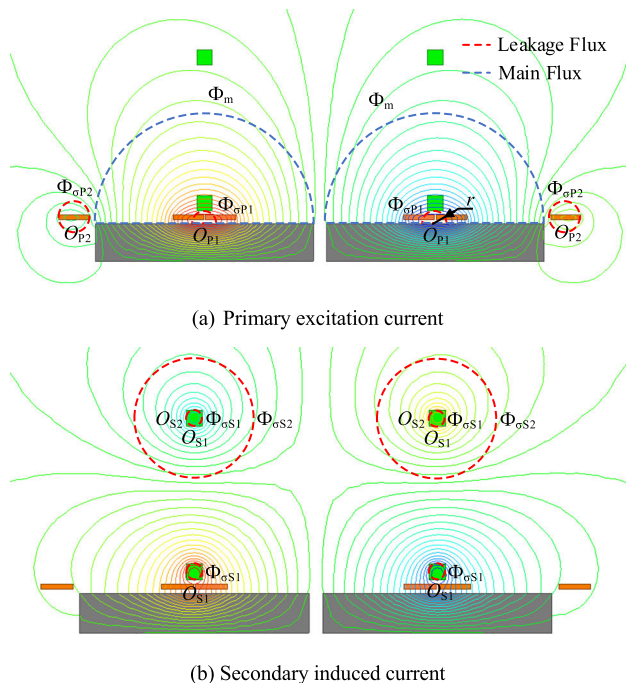 Leakage Flux
Main Flux
Φm Φm
ΦσP2 ΦσP1 ΦσP1 r ΦσP2
OP2 OP1 OP1 OP2
(a) Primary excitation current
OS2 ΦσS1 ΦσS2 OS2 ΦσS1 ΦσS2
OS1 OS1
ΦσS1 ΦσS1
OS1 OS1
(b) Secondary induced current